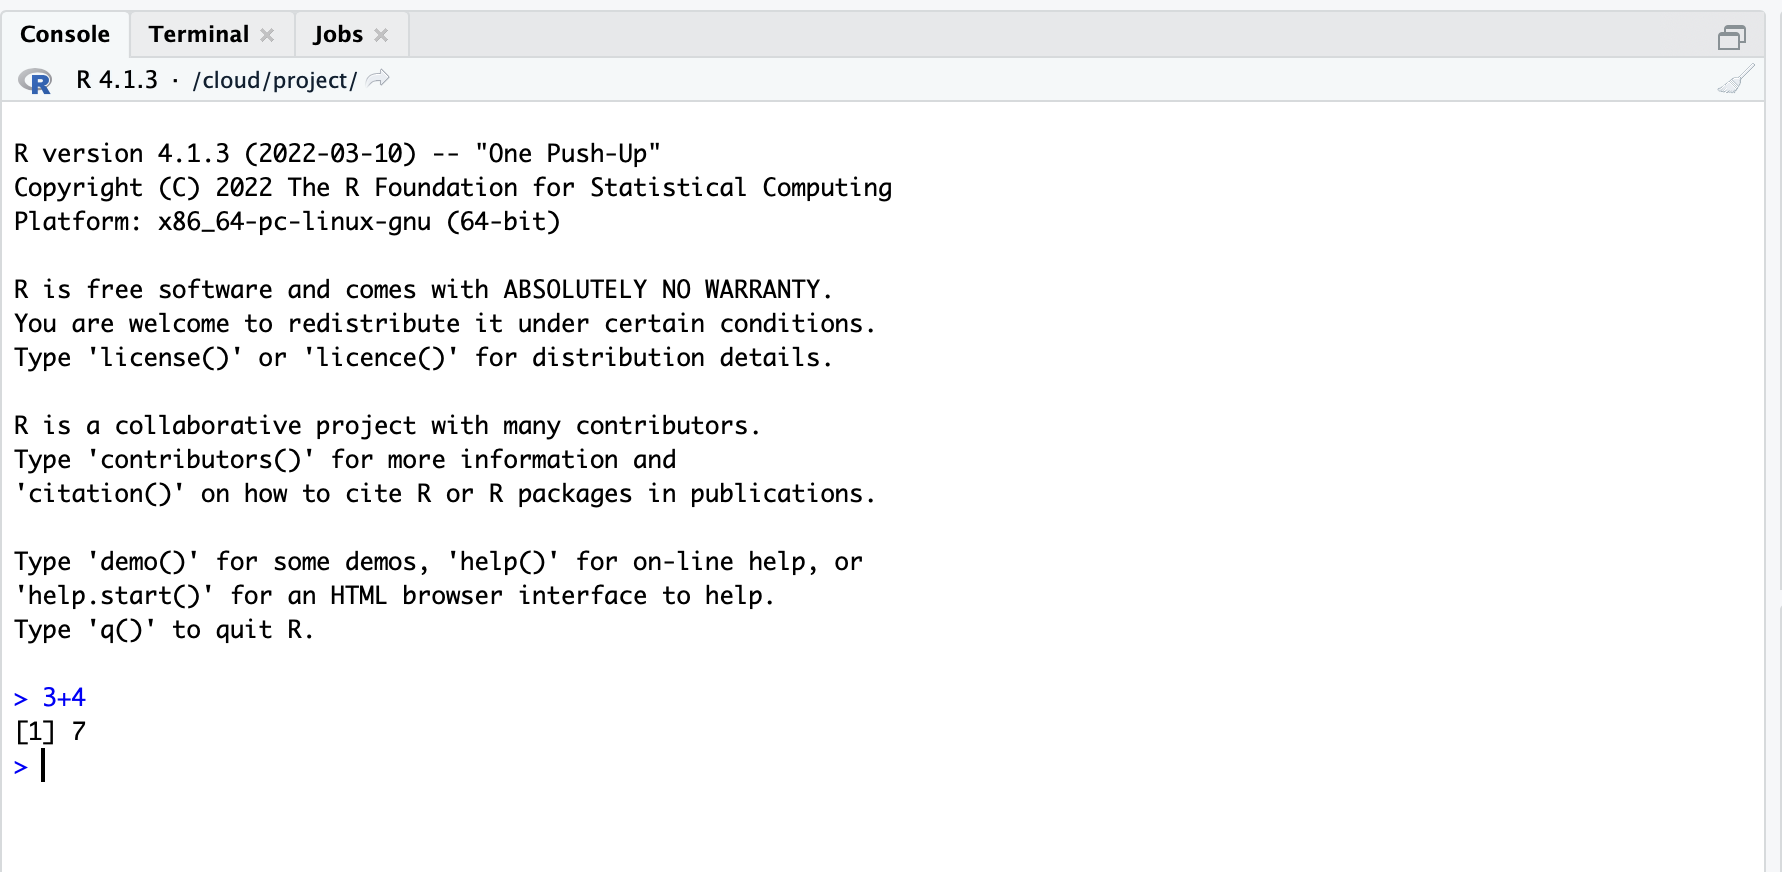 Console Terminal × Jobs ×
R R 4.1.3 · /cloud/project/
R version 4.1.3 (2022-03-10) -- "One Push-Up"
Copyright (C) 2022 The R Foundation for Statistical Computing
Platform: x86_64-pc-linux-gnu (64-bit)
R is free software and comes with ABSOLUTELY NO WARRANTY.
You are welcome to redistribute it under certain conditions.
Type 'license()' or 'licence()' for distribution details.
R is a collaborative project with many contributors.
Type 'contributors()' for more information and
'citation()' on how to cite R or R packages in publications.
Type 'demo()' for some demos, 'help()' for on-line help, or
'help.start()' for an HTML browser interface to help.
Type 'q()' to quit R.
> 3+4
[1] 7
>